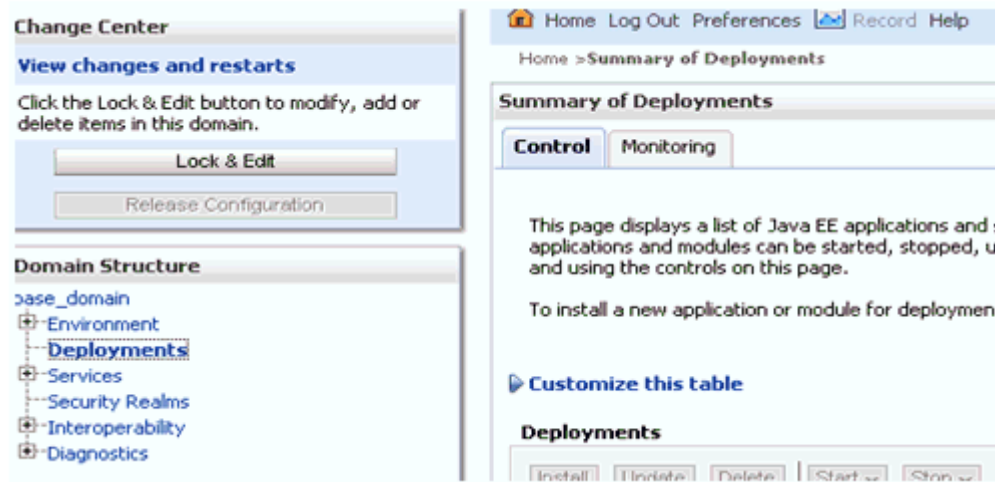 Change Center
View changes and restarts
Click the Lock & Edit button to modify, add or
delete items in this domain.
Lock & Edit
Release Configuration
Domain Structure
base_domain
Environment
Deployments
Services
Security Realms
Interoperability
Diagnostics
Home Log Out Preferences Record Help
Home >Summary of Deployments
Summary of Deployments
Control Monitoring
This page displays a list of Java EE applications and
applications and modules can be started, stopped,
and using the controls on this page.
To install a new application or module for deploymen
Customize this table
Deployments
Install Update Delete Start Stop